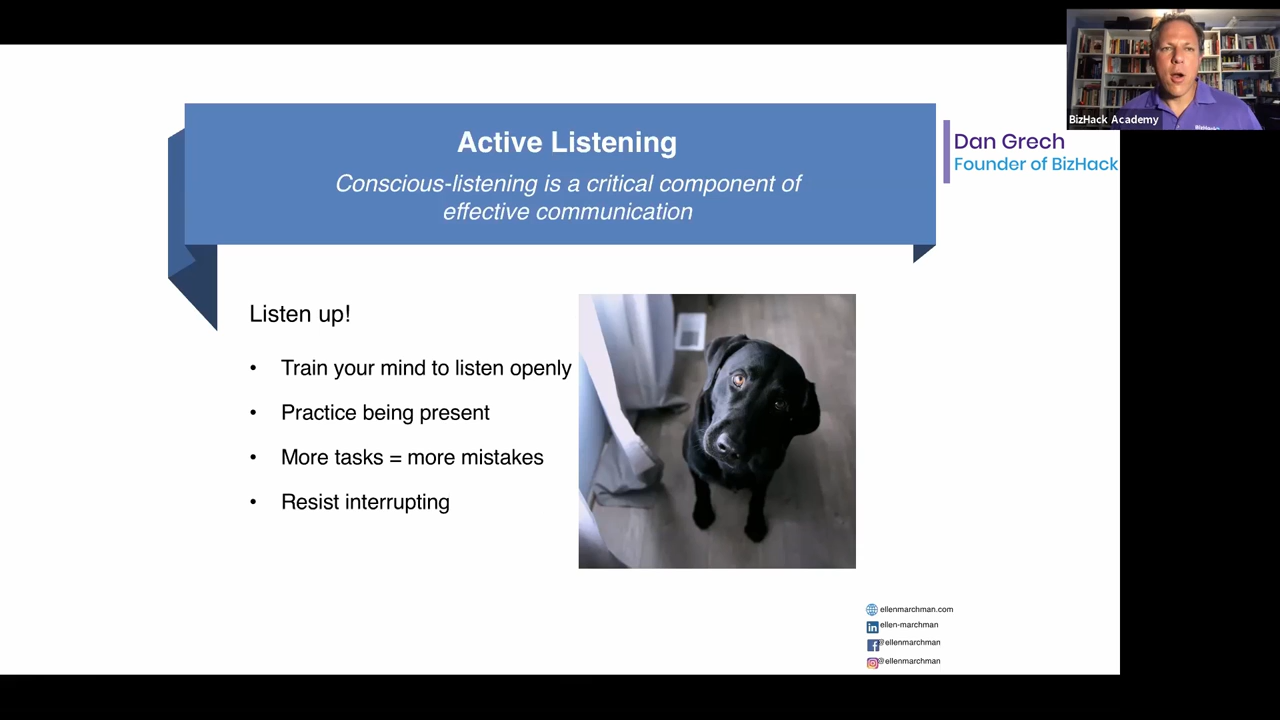 BizHack Academy
Active Listening
Conscious-listening is a critical component of
effective communication
Dan Grech
Founder of BizHack
Listen up!
• Train your mind to listen openly
• Practice being present
• More tasks = more mistakes
• Resist interrupting
ellenmarchman.com
ellen-marchman
@ellenmarchman
@ellenmarchman